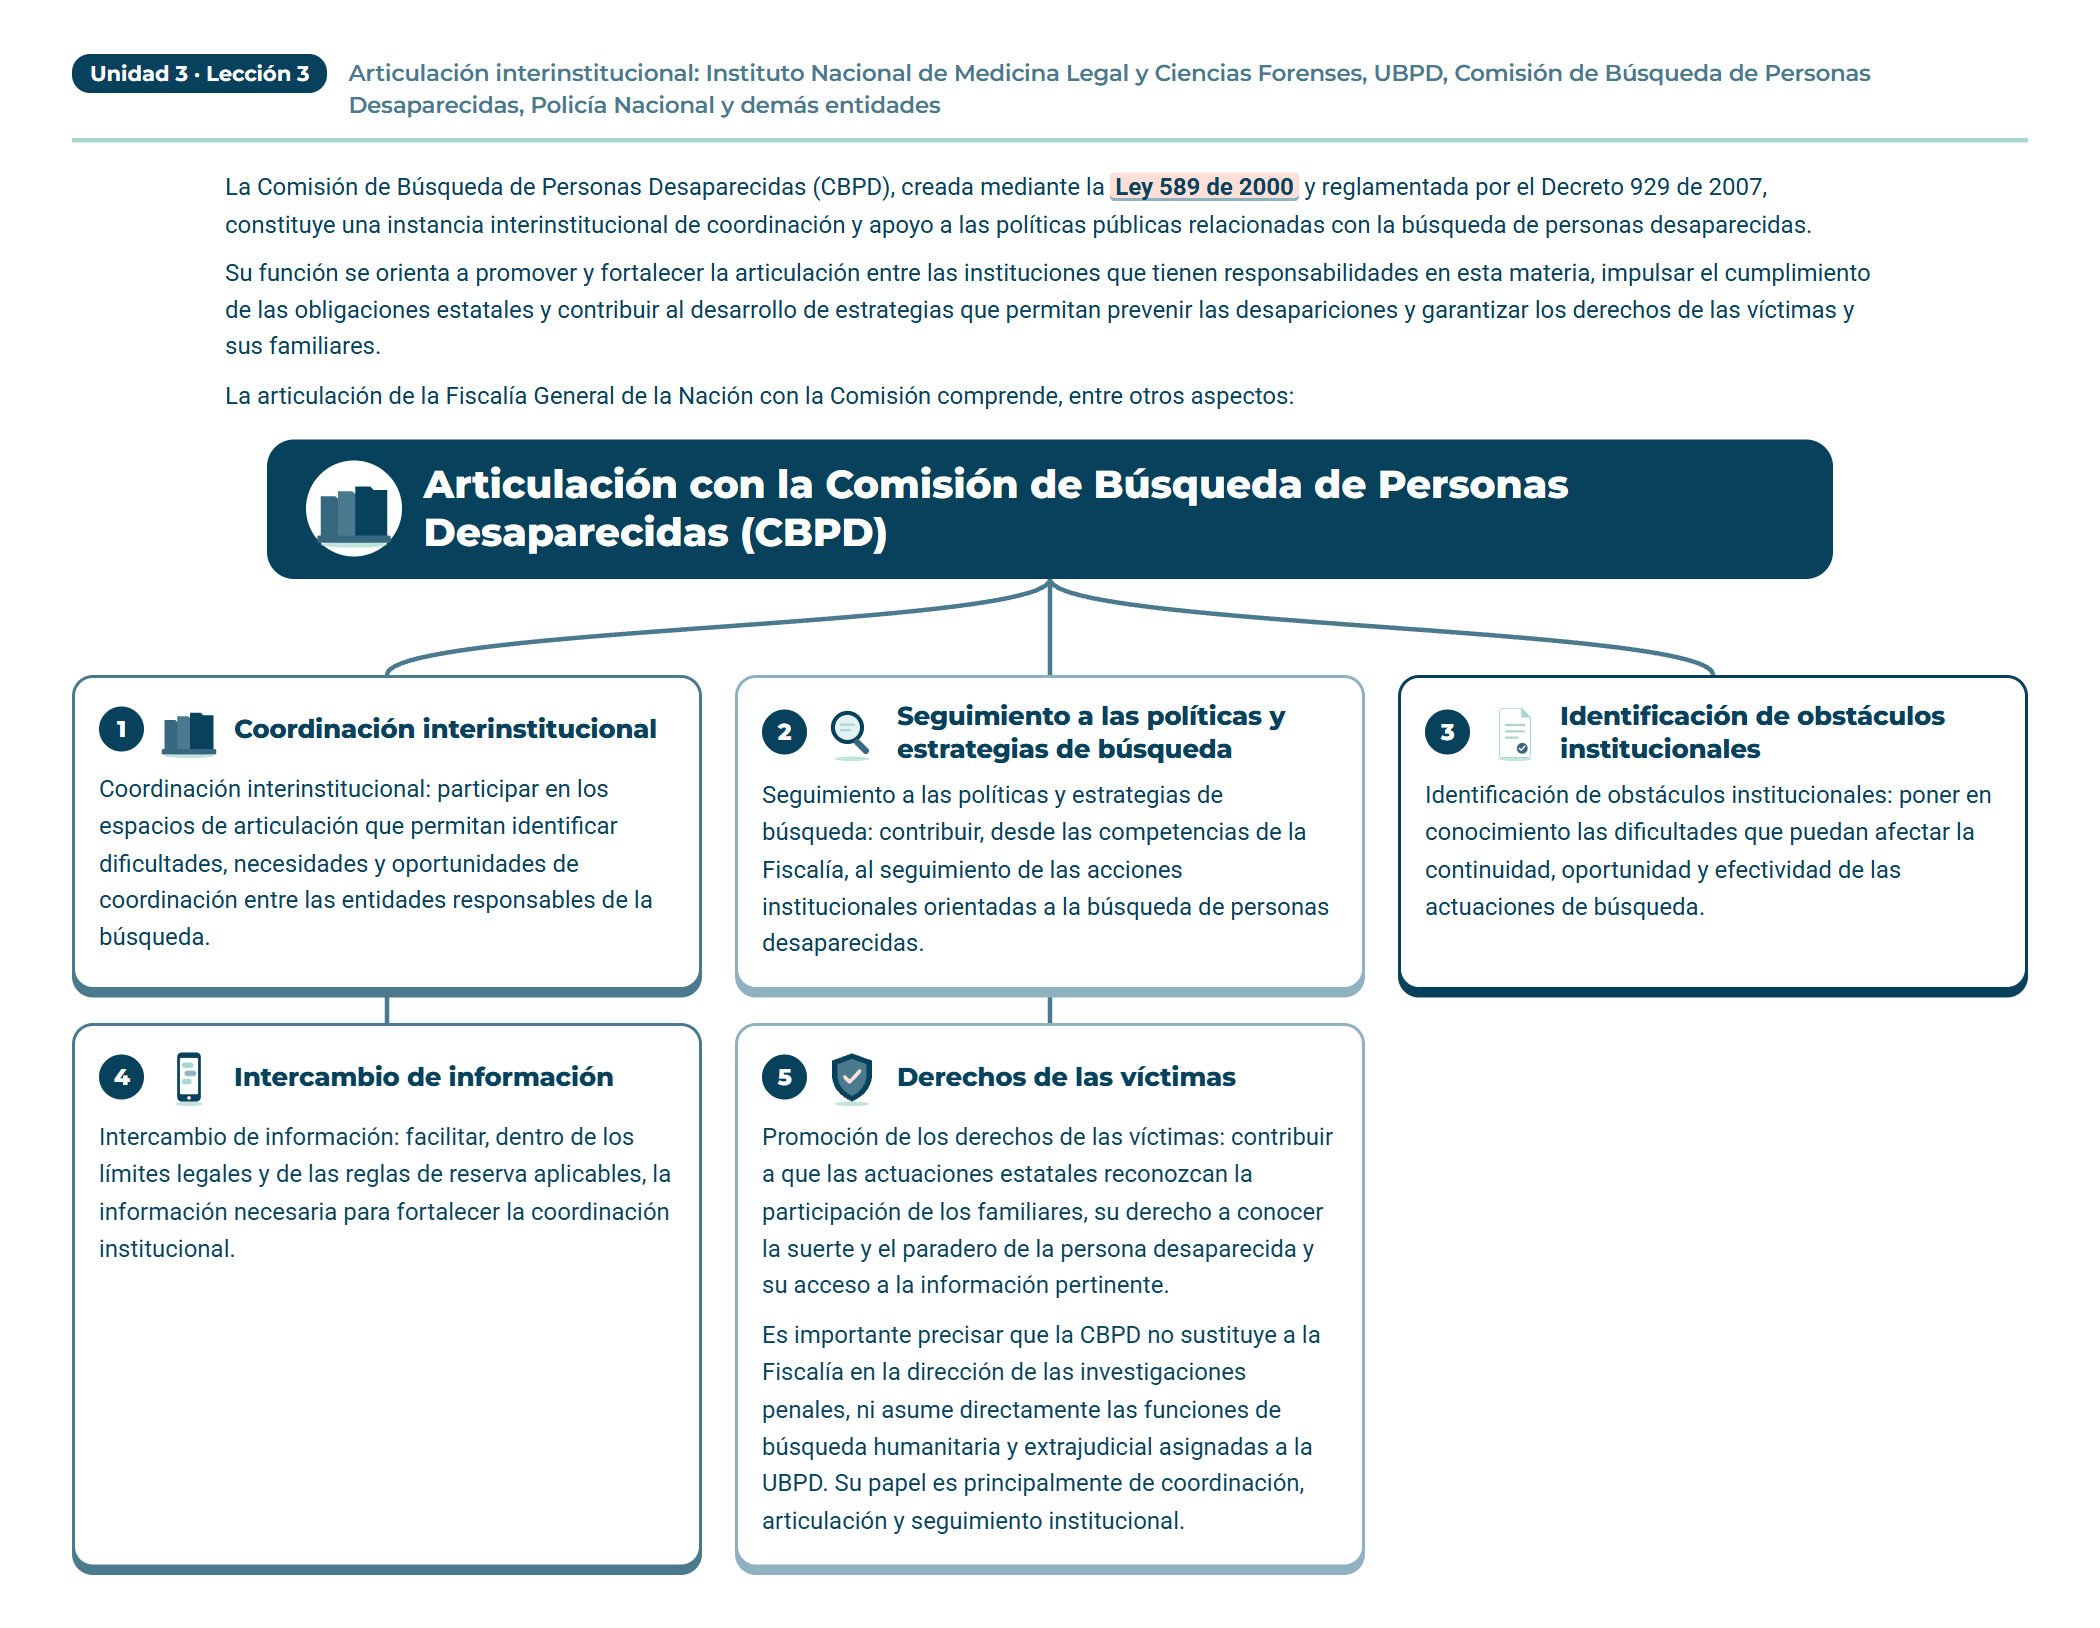 Unidad 3 · Lección 3
Articulación interinstitucional: Instituto Nacional de Medicina Legal y Ciencias Forenses, UBPD, Comisión de Búsqueda de Personas
Desaparecidas, Policía Nacional y demás entidades
La Comisión de Búsqueda de Personas Desaparecidas (CBPD), creada mediante la Ley 589 de 2000 y reglamentada por el Decreto 929 de 2007,
constituye una instancia interinstitucional de coordinación y apoyo a las políticas públicas relacionadas con la búsqueda de personas desaparecidas.
Su función se orienta a promover y fortalecer la articulación entre las instituciones que tienen responsabilidades en esta materia, impulsar el cumplimiento
de las obligaciones estatales y contribuir al desarrollo de estrategias que permitan prevenir las desapariciones y garantizar los derechos de las víctimas y
sus familiares.
La articulación de la Fiscalía General de la Nación con la Comisión comprende, entre otros aspectos:
Articulación con la Comisión de Búsqueda de Personas
Desaparecidas (CBPD)
1
Coordinación interinstitucional
Coordinación interinstitucional: participar en los
espacios de articulación que permitan identificar
dificultades, necesidades y oportunidades de
coordinación entre las entidades responsables de la
búsqueda.
2
Seguimiento a las políticas y
estrategias de búsqueda
Seguimiento a las políticas y estrategias de
búsqueda: contribuir, desde las competencias de la
Fiscalía, al seguimiento de las acciones
institucionales orientadas a la búsqueda de personas
desaparecidas.
3
Identificación de obstáculos
institucionales
Identificación de obstáculos institucionales: poner en
conocimiento las dificultades que puedan afectar la
continuidad, oportunidad y efectividad de las
actuaciones de búsqueda.
4
Intercambio de información
Intercambio de información: facilitar, dentro de los
límites legales y de las reglas de reserva aplicables, la
información necesaria para fortalecer la coordinación
institucional.
5
Derechos de las víctimas
Promoción de los derechos de las víctimas: contribuir
a que las actuaciones estatales reconozcan la
participación de los familiares, su derecho a conocer
la suerte y el paradero de la persona desaparecida y
su acceso a la información pertinente.
Es importante precisar que la CBPD no sustituye a la
Fiscalía en la dirección de las investigaciones
penales, ni asume directamente las funciones de
búsqueda humanitaria y extrajudicial asignadas a la
UBPD. Su papel es principalmente de coordinación,
articulación y seguimiento institucional.